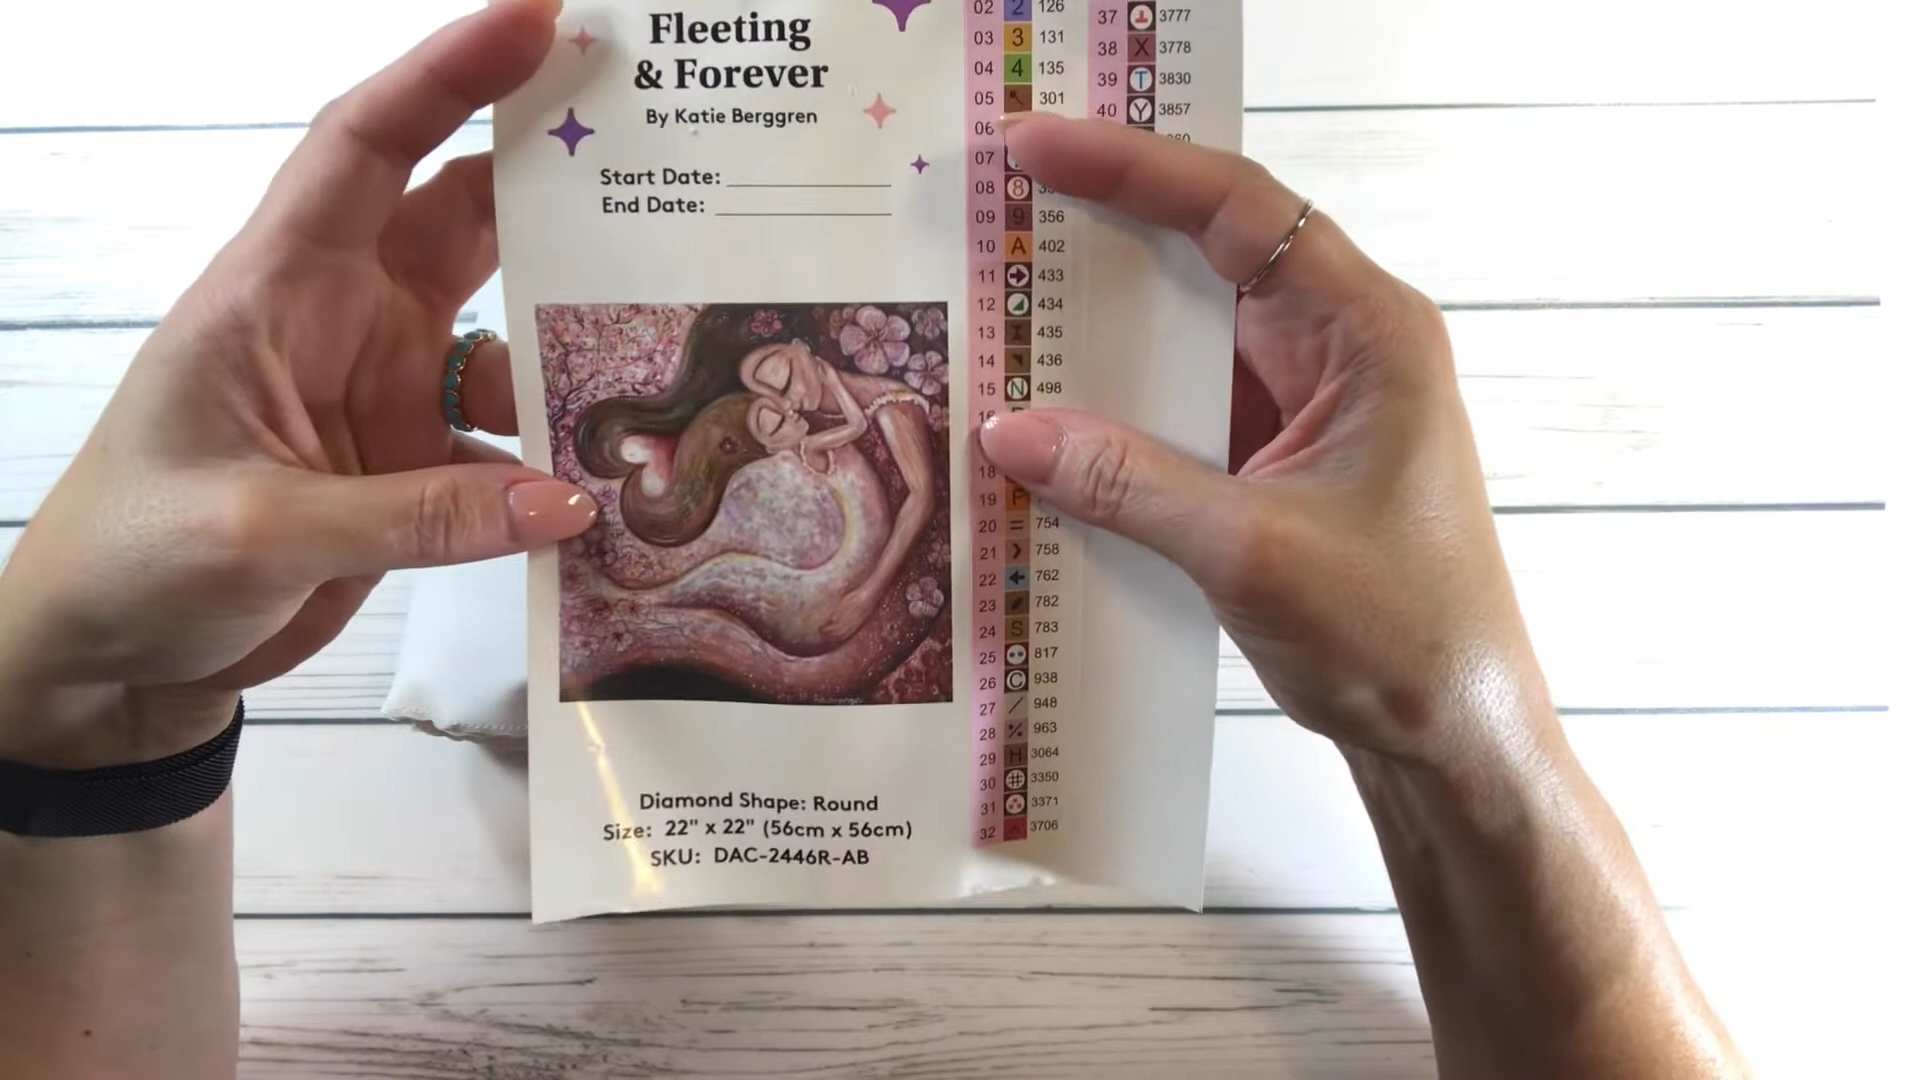 Fleeting
& Forever
By Katie Berggren
Start Date:
End Date:
Diamond Shape: Round
Size: 22" x 22" (56cm x 56cm)
SKU: DAC-2446R-AB
02 2 126
03 3 131
04 4 135
05 301
06
07
08 8
09 9 356
10 A 402
11 433
12 434
13 435
14 436
15 N 498
16
18
19 F
20 = 754
21 758
22 762
23 782
24 S 783
25 817
26 C 938
27 / 948
28 963
29 H 3064
30 # 3350
31 3371
32 3706
37 3777
38 X 3778
39 T 3830
40 Y 3857